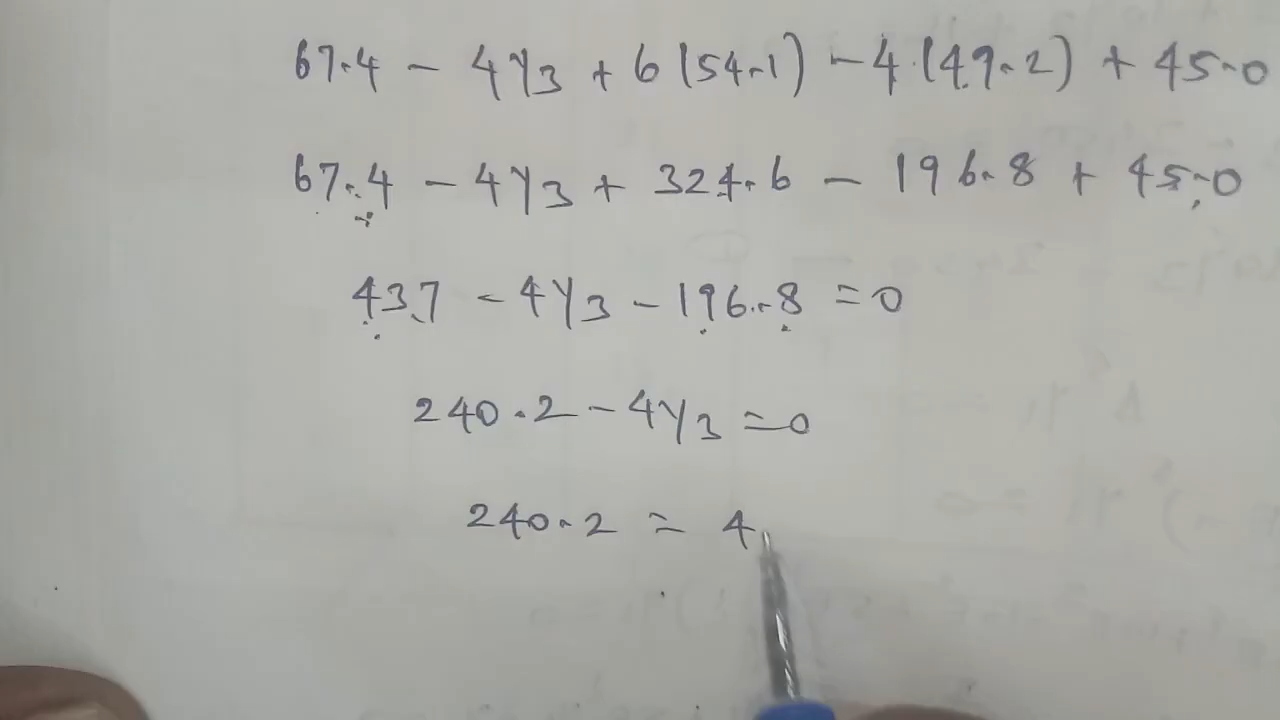 67.4 - 4y3 + 6(54.1) - 4.(49.2) + 45.0
67.4 - 4y3 + 324.6 - 196.8 + 45.0
437 - 4y3 - 196.8 = 0
240.2 - 4y3 = 0
240.2 = 4